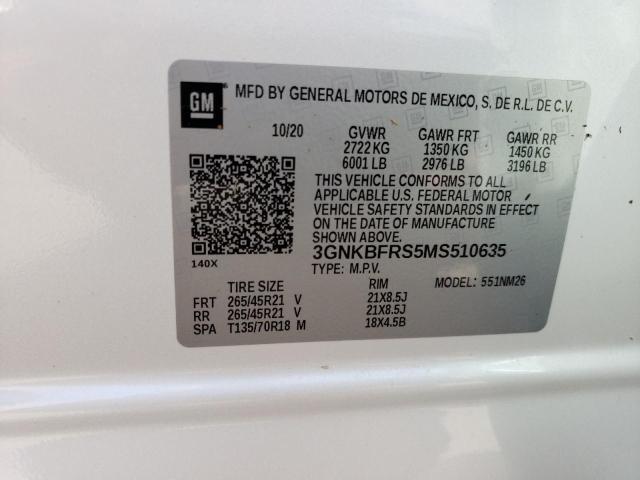 GM
MFD BY GENERAL MOTORS DE MEXICO, S. DE R.L. DE C.V.
10/20 GVWR GAWR FRT GAWR RR
2722 KG 1350 KG 1450 KG
6001 LB 2976 LB 3196 LB
THIS VEHICLE CONFORMS TO ALL
APPLICABLE U.S. FEDERAL MOTOR
VEHICLE SAFETY STANDARDS IN EFFECT
ON THE DATE OF MANUFACTURE
SHOWN ABOVE.
140X
3GNKBFRS5MS510635
TYPE: M.P.V. MODEL: 551NM26
TIRE SIZE RIM
FRT 265/45R21 V 21X8.5J
RR 265/45R21 V 21X8.5J
SPA T135/70R18 M 18X4.5B